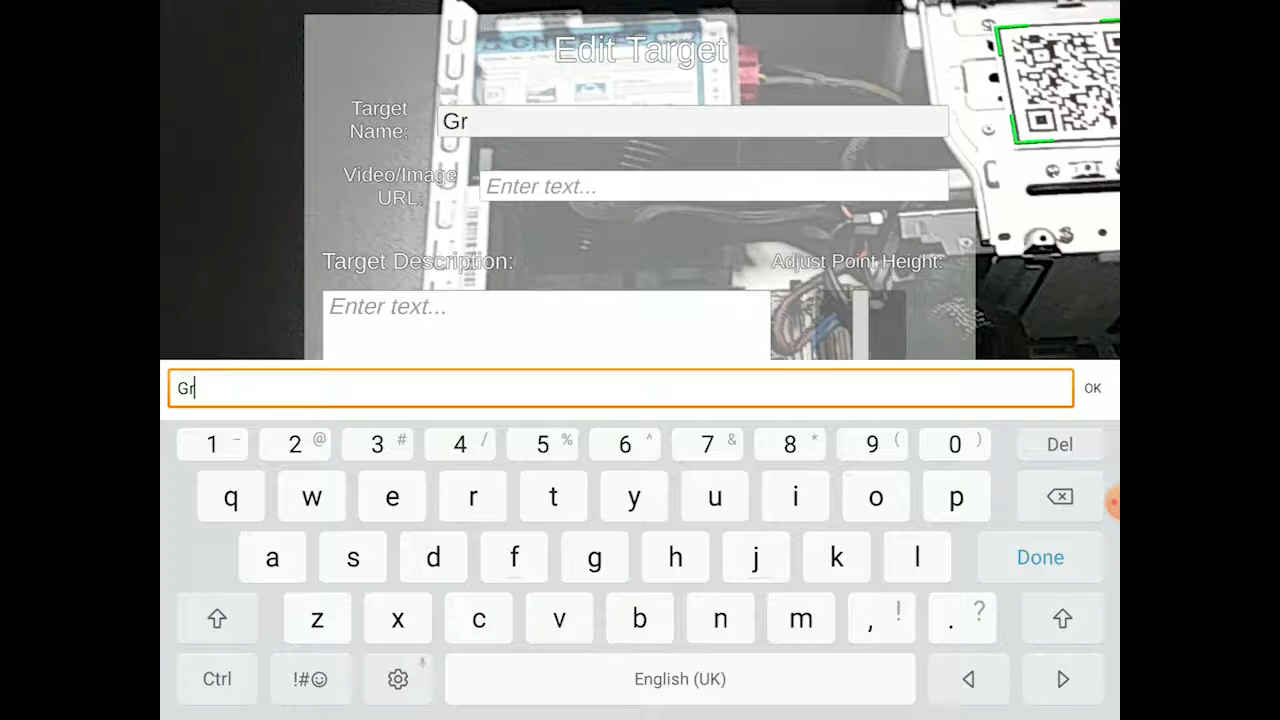 Edit Target
Target
Name:
Gr
Video/Image
URL:
Enter text...
Target Description:
Adjust Point Height:
Enter text...
Gr
OK
1 - 2 @ 3 # 4 / 5 % 6 ^ 7 & 8 * 9 ( 0 ) Del
q w e r t y u i o p
a s d f g h j k l Done
z x c v b n m , ! . ?
Ctrl !#☺ English (UK)